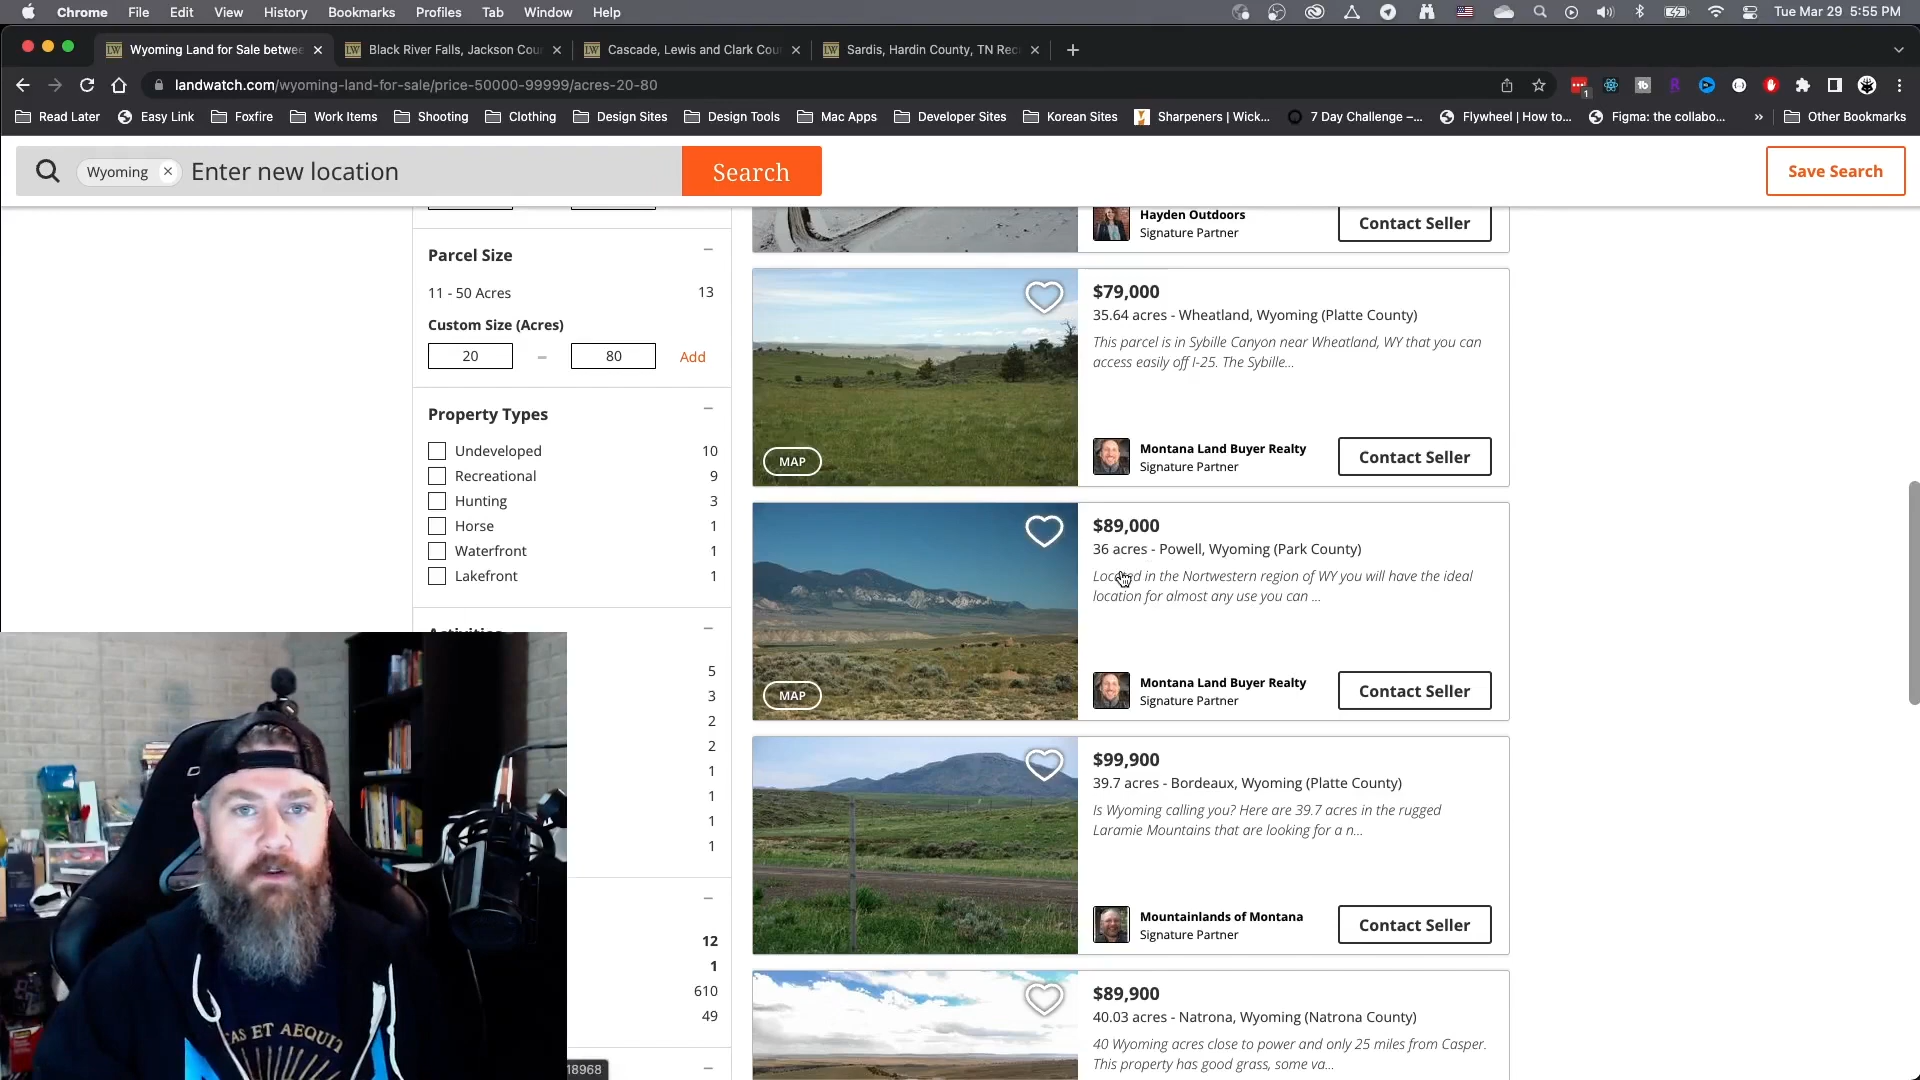 Chrome File Edit View History Bookmarks Profiles Tab Window Help
Tue Mar 29 5:55 PM
Wyoming Land for Sale betwee
Black River Falls, Jackson Cou
Cascade, Lewis and Clark Cou
Sardis, Hardin County, TN Rec
landwatch.com/wyoming-land-for-sale/price-50000-99999/acres-20-80
1
Read Later Easy Link Foxfire Work Items Shooting Clothing Design Sites Design Tools Mac Apps Developer Sites Korean Sites Sharpeners | Wick... 7 Day Challenge –... Flywheel | How to... Figma: the collabo... » Other Bookmarks
Wyoming
Enter new location
Search
Save Search
Parcel Size
11 - 50 Acres 13
Custom Size (Acres)
20 – 80 Add
Property Types
Undeveloped 10
Recreational 9
Hunting 3
Horse 1
Waterfront 1
Lakefront 1
Activities
5
3
2
2
1
1
1
1
12
1
610
49
18968
Hayden Outdoors
Signature Partner
Contact Seller
MAP
$79,000
35.64 acres - Wheatland, Wyoming (Platte County)
This parcel is in Sybille Canyon near Wheatland, WY that you can
access easily off I-25. The Sybille...
Montana Land Buyer Realty
Signature Partner
Contact Seller
MAP
$89,000
36 acres - Powell, Wyoming (Park County)
Located in the Nortwestern region of WY you will have the ideal
location for almost any use you can ...
Montana Land Buyer Realty
Signature Partner
Contact Seller
$99,900
39.7 acres - Bordeaux, Wyoming (Platte County)
Is Wyoming calling you? Here are 39.7 acres in the rugged
Laramie Mountains that are looking for a n...
Mountainlands of Montana
Signature Partner
Contact Seller
$89,900
40.03 acres - Natrona, Wyoming (Natrona County)
40 Wyoming acres close to power and only 25 miles from Casper.
This property has good grass, some va...
AS ET AEQUIT